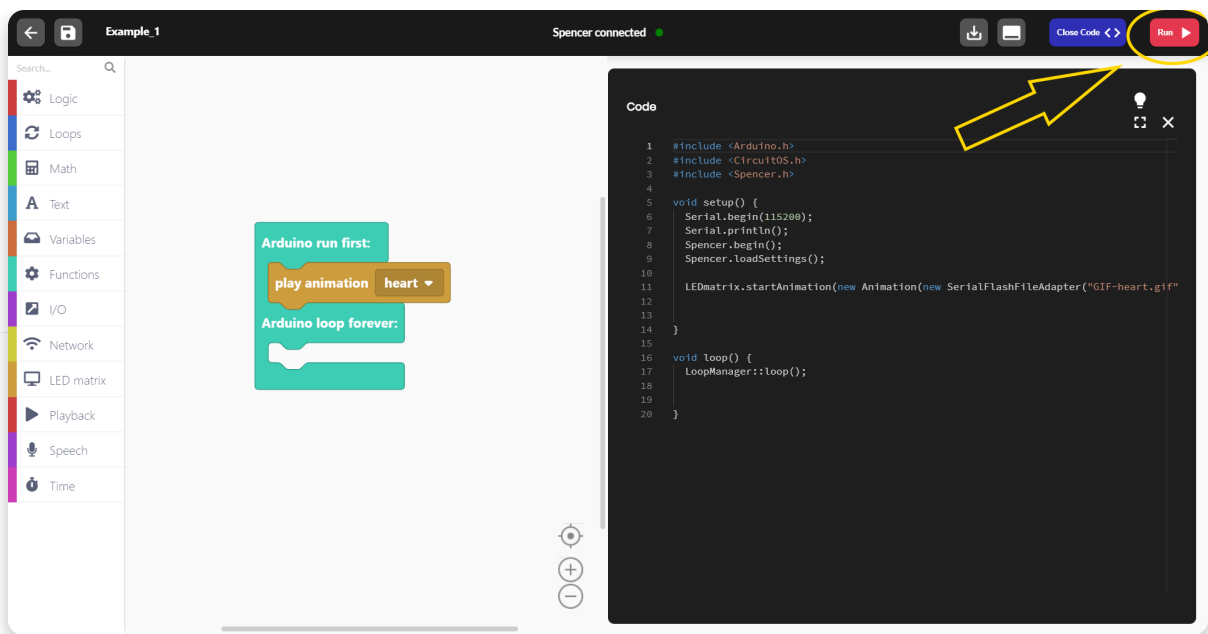 Example_1
Spencer connected
Close Code < >
Run
Search...
Logic
Loops
Math
Text
Variables
Functions
I/O
Network
LED matrix
Playback
Speech
Time
Arduino run first:
play animation heart
Arduino loop forever:
Code
1 #include <Arduino.h>
2 #include <CircuitOS.h>
3 #include <Spencer.h>
4
5 void setup() {
6 Serial.begin(115200);
7 Serial.println();
8 Spencer.begin();
9 Spencer.loadSettings();
10
11 LEDmatrix.startAnimation(new Animation(new SerialFlashFileAdapter("GIF-heart.gif"
12
13
14 }
15
16 void loop() {
17 LoopManager::loop();
18
19
20 }